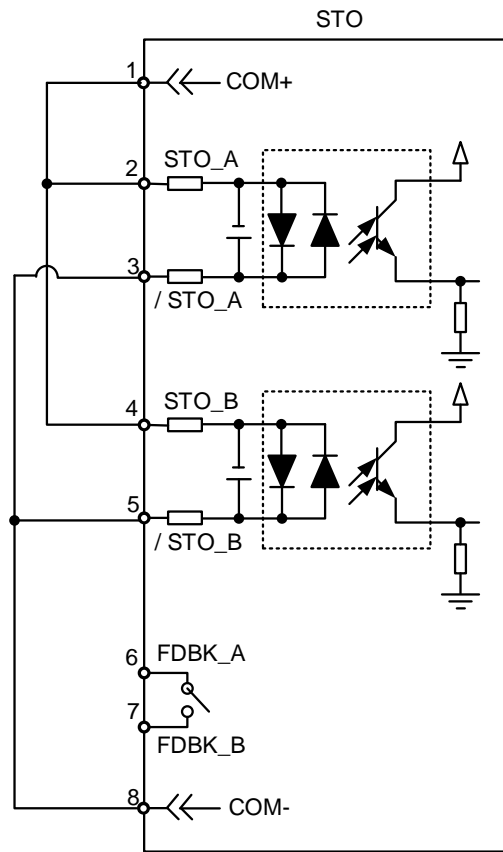 STO
1
COM+
2
STO_A
3
/ STO_A
4
STO_B
5
/ STO_B
6
FDBK_A
7
FDBK_B
8
COM-